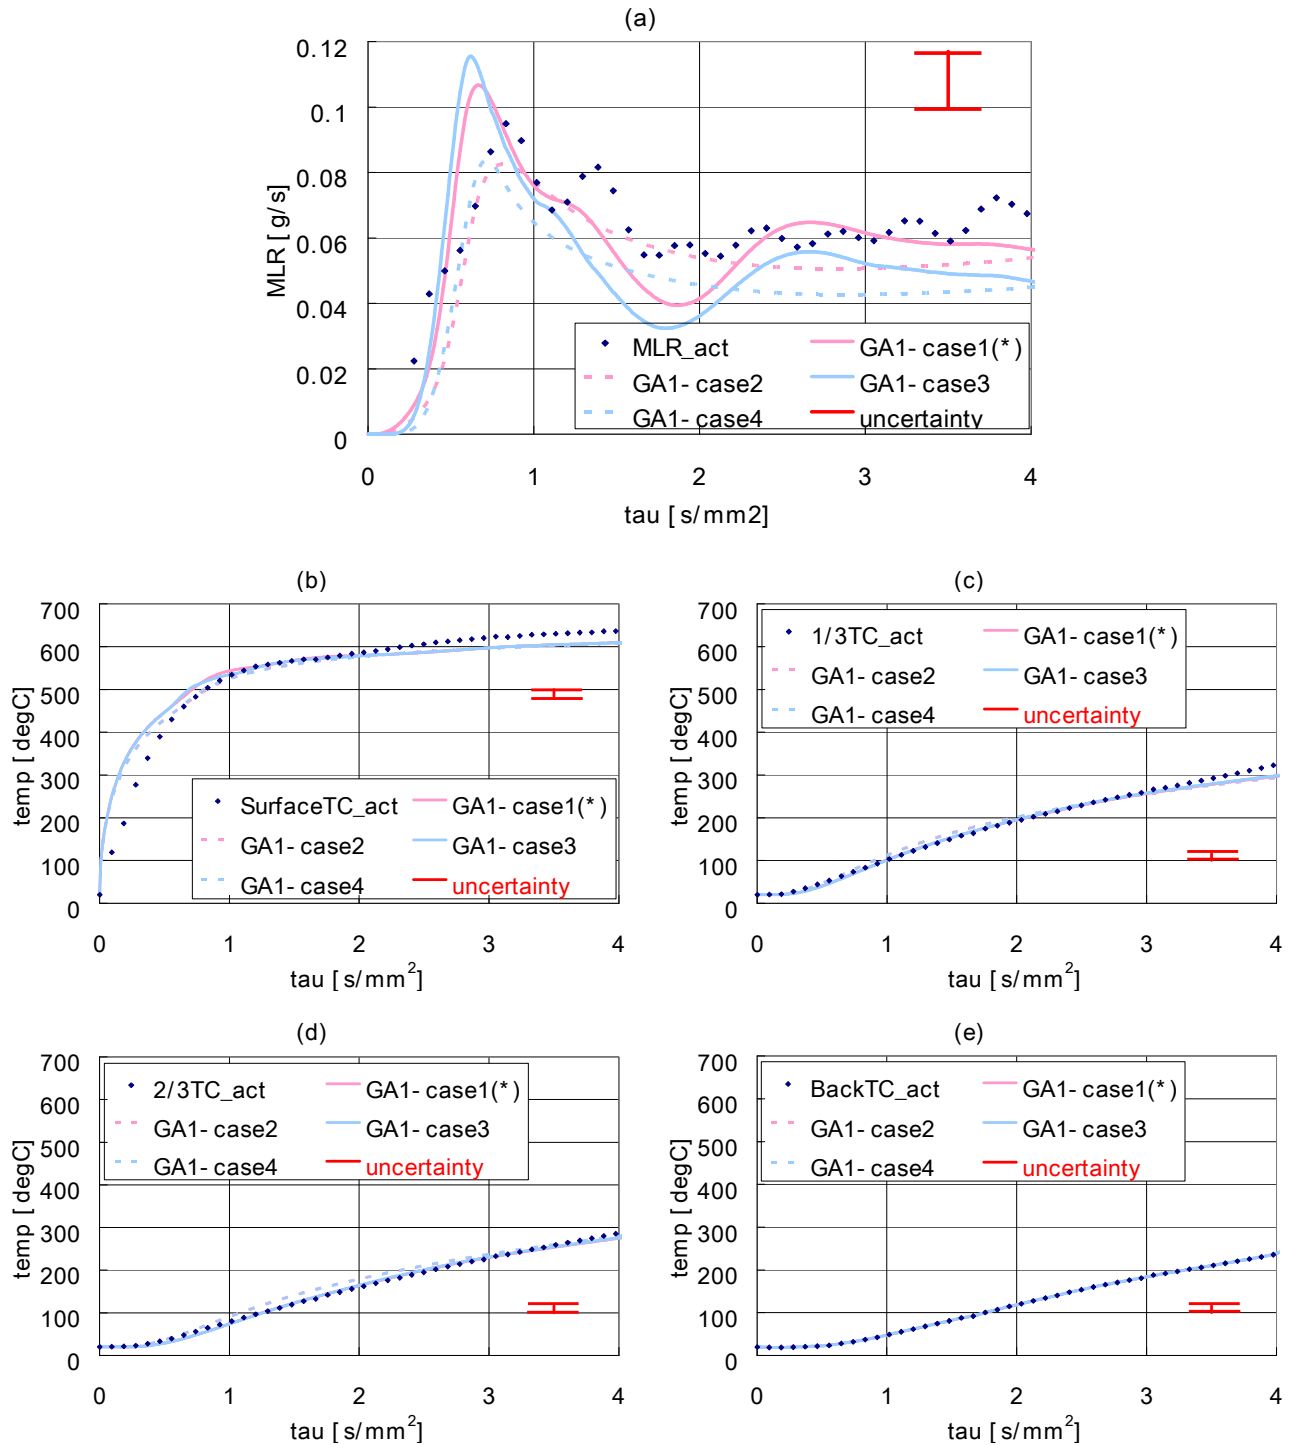 (a)
0.12
0.1
0.08
0.06
0.04
0.02
0
MLR [g/s]
MLR_act
GA1-case1(*)
GA1-case2
GA1-case3
GA1-case4
uncertainty
0 1 2 3 4
tau [s/mm2]
(b)
700
600
500
400
300
200
100
0
temp [degC]
SurfaceTC_act
GA1-case1(*)
GA1-case2
GA1-case3
GA1-case4
uncertainty
0 1 2 3 4
tau [s/mm²]
(c)
700
600
500
400
300
200
100
0
temp [degC]
1/3TC_act
GA1-case1(*)
GA1-case2
GA1-case3
GA1-case4
uncertainty
0 1 2 3 4
tau [s/mm²]
(d)
700
600
500
400
300
200
100
0
temp [degC]
2/3TC_act
GA1-case1(*)
GA1-case2
GA1-case3
GA1-case4
uncertainty
0 1 2 3 4
tau [s/mm²]
(e)
700
600
500
400
300
200
100
0
temp [degC]
BackTC_act
GA1-case1(*)
GA1-case2
GA1-case3
GA1-case4
uncertainty
0 1 2 3 4
tau [s/mm²]